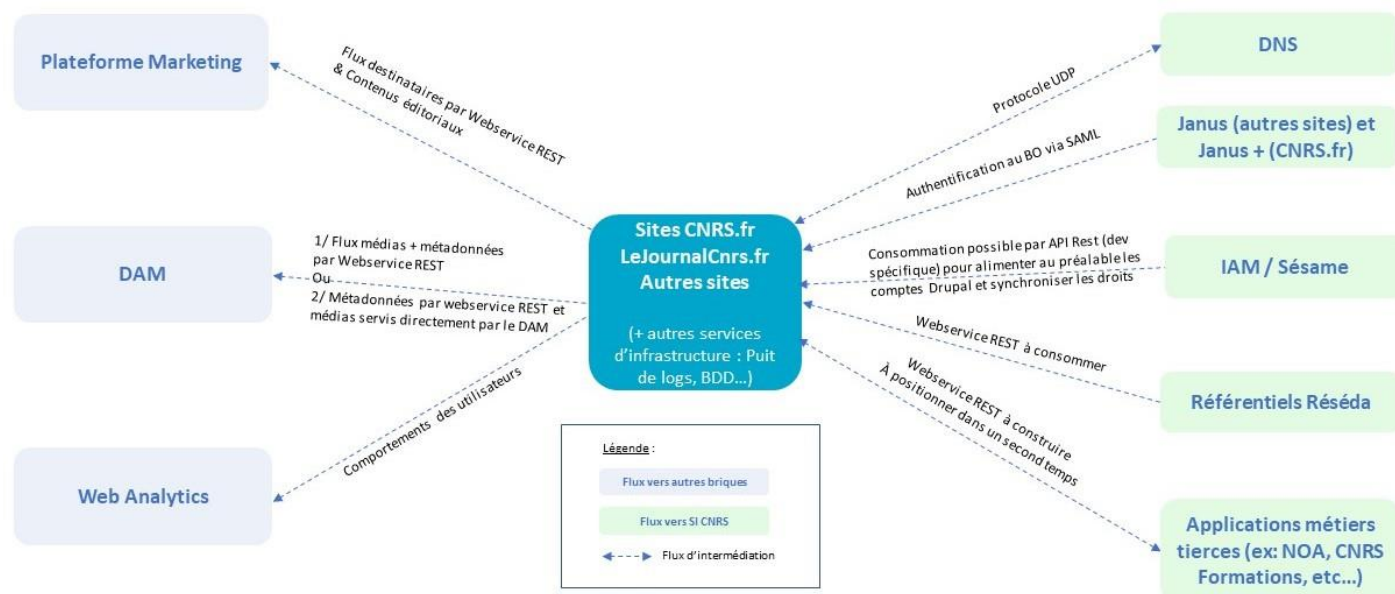 Plateforme Marketing
Flux destinataires par Webservice REST
& Contenus éditoriaux
DAM
1/ Flux médias + métadonnées
par Webservice REST
Ou
2/ Métadonnées par webservice REST et
médias servis directement par le DAM
Web Analytics
Comportements des utilisateurs
Sites CNRS.fr
LeJournalCnrs.fr
Autres sites
(+ autres services
d'infrastructure : Puit
de logs, BDD...)
DNS
Protocole UDP
Janus (autres sites) et
Janus + (CNRS.fr)
Authentification au BO via SAML
IAM / Sésame
Consommation possible par API Rest (dev
spécifique) pour alimenter au préalable les
comptes Drupal et synchroniser les droits
Référentiels Réséda
Webservice REST à consommer
Applications métiers
tierces (ex: NOA, CNRS
Formations, etc...)
Webservice REST à construire
À positionner dans un second temps
Légende :
Flux vers autres briques
Flux vers SI CNRS
Flux d'intermédiation